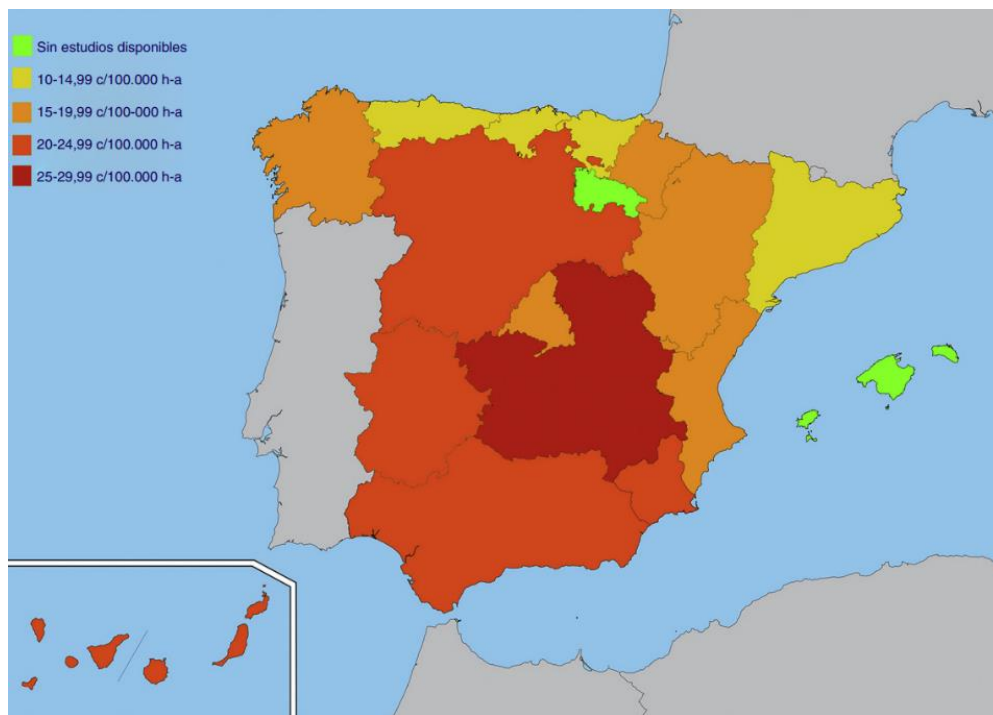 Sin estudios disponibles
10-14,99 c/100.000 h-a
15-19,99 c/100-000 h-a
20-24,99 c/100.000 h-a
25-29,99 c/100.000 h-a